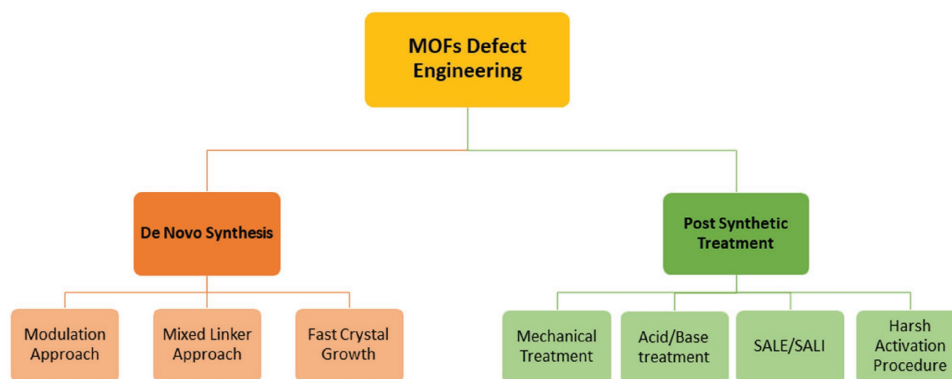 MOFs Defect
Engineering
De Novo Synthesis
Post Synthetic
Treatment
Modulation
Approach
Mixed Linker
Approach
Fast Crystal
Growth
Mechanical
Treatment
Acid/Base
treatment
SALE/SALI
Harsh
Activation
Procedure